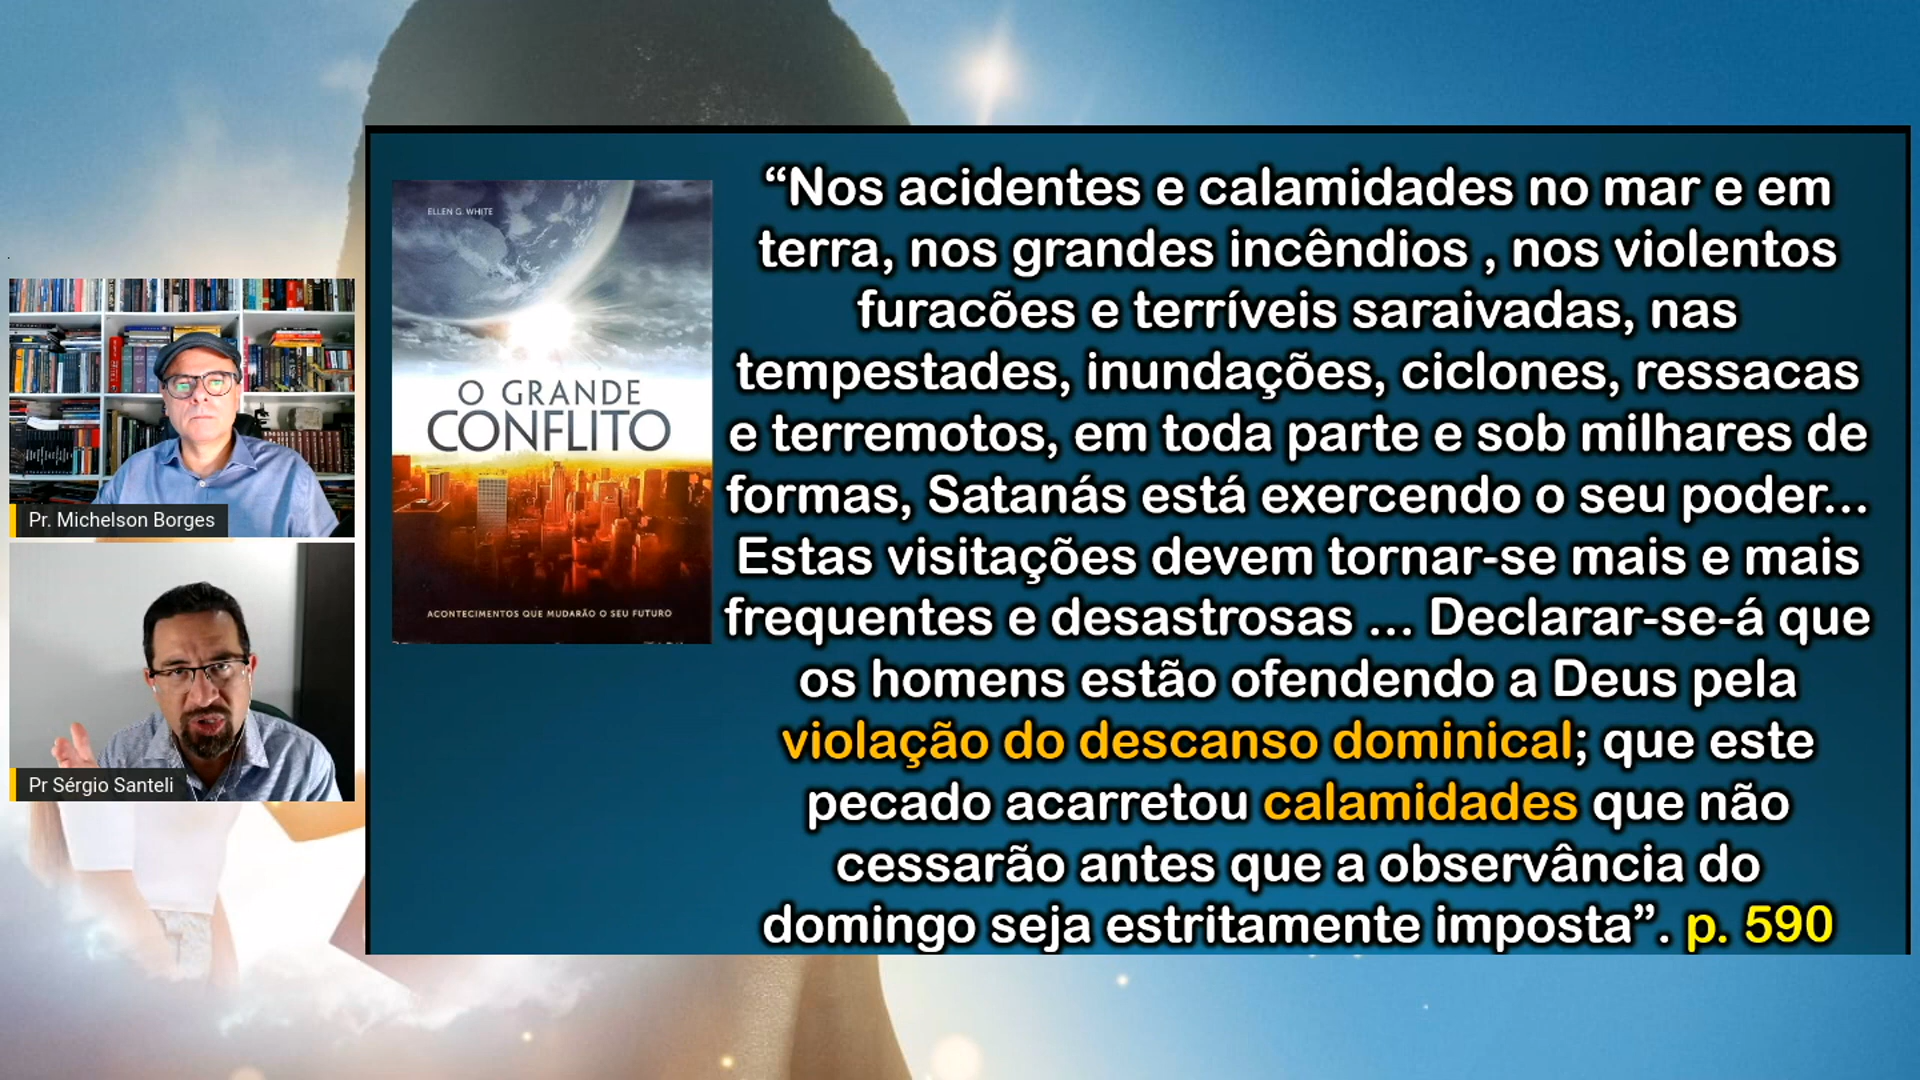 ELLEN G. WHITE
O GRANDE
CONFLITO
ACONTECIMENTOS QUE MUDARÃO O SEU FUTURO
“Nos acidentes e calamidades no mar e em
terra, nos grandes incêndios , nos violentos
furacões e terríveis saraivadas, nas
tempestades, inundações, ciclones, ressacas
e terremotos, em toda parte e sob milhares de
formas, Satanás está exercendo o seu poder...
Estas visitações devem tornar-se mais e mais
frequentes e desastrosas ... Declarar-se-á que
os homens estão ofendendo a Deus pela
violação do descanso dominical; que este
pecado acarretou calamidades que não
cessarão antes que a observância do
domingo seja estritamente imposta”. p. 590
Pr. Michelson Borges
Pr Sérgio Santeli